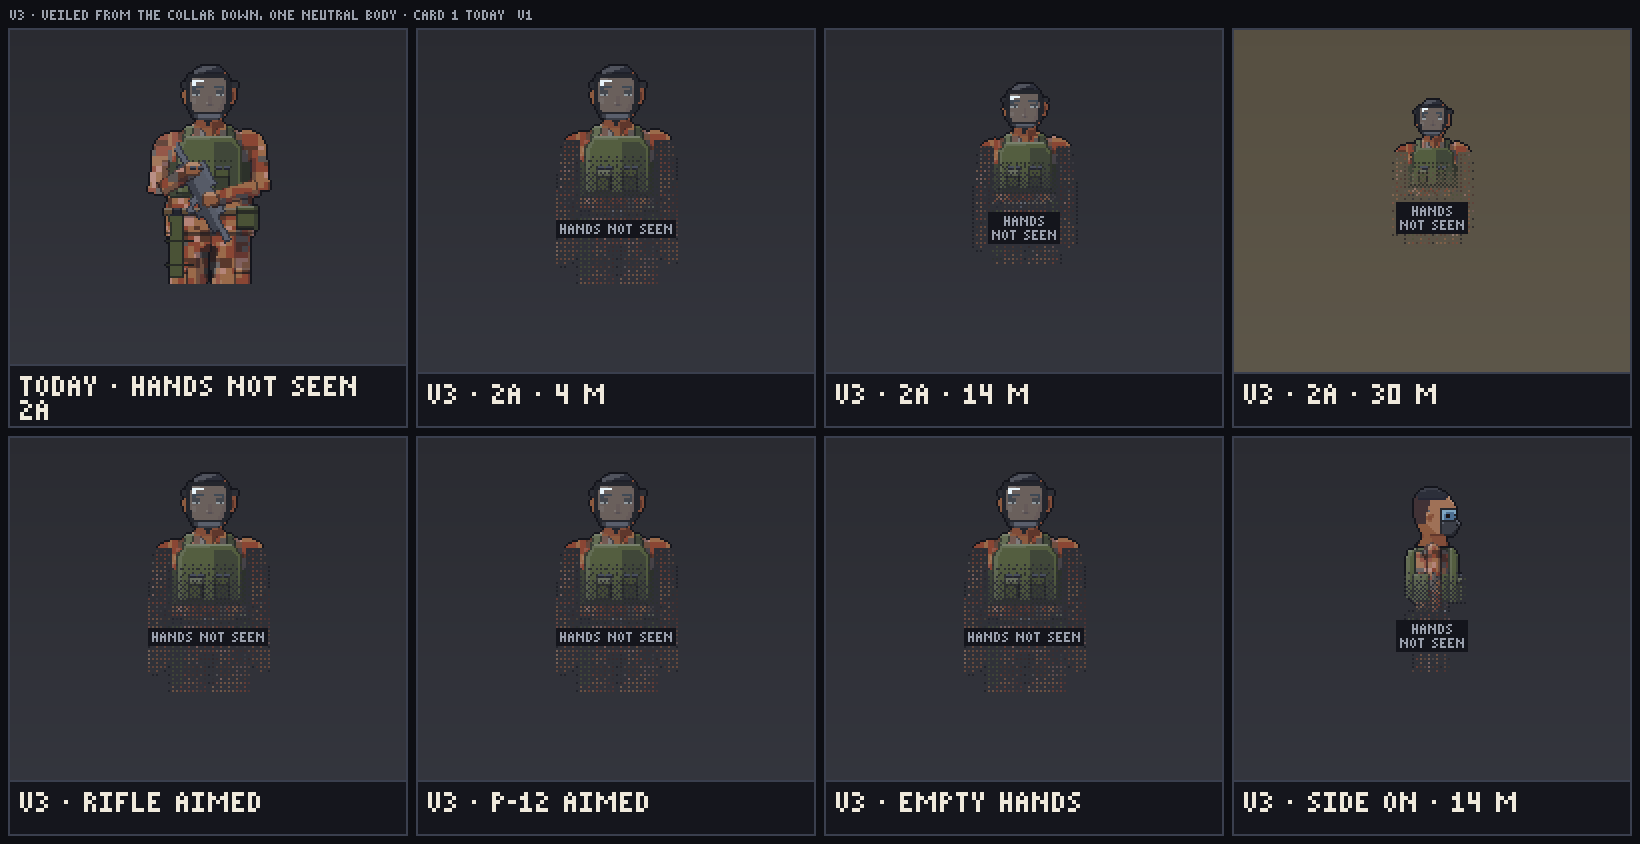 V3 · VEILED FROM THE COLLAR DOWN, ONE NEUTRAL BODY · CARD 1 TODAY V1
TODAY · HANDS NOT SEEN
2A
HANDS NOT SEEN
V3 · 2A · 4 M
HANDS
NOT SEEN
V3 · 2A · 14 M
HANDS
NOT SEEN
V3 · 2A · 30 M
HANDS NOT SEEN
V3 · RIFLE AIMED
HANDS NOT SEEN
V3 · P-12 AIMED
HANDS NOT SEEN
V3 · EMPTY HANDS
HANDS
NOT SEEN
V3 · SIDE ON · 14 M